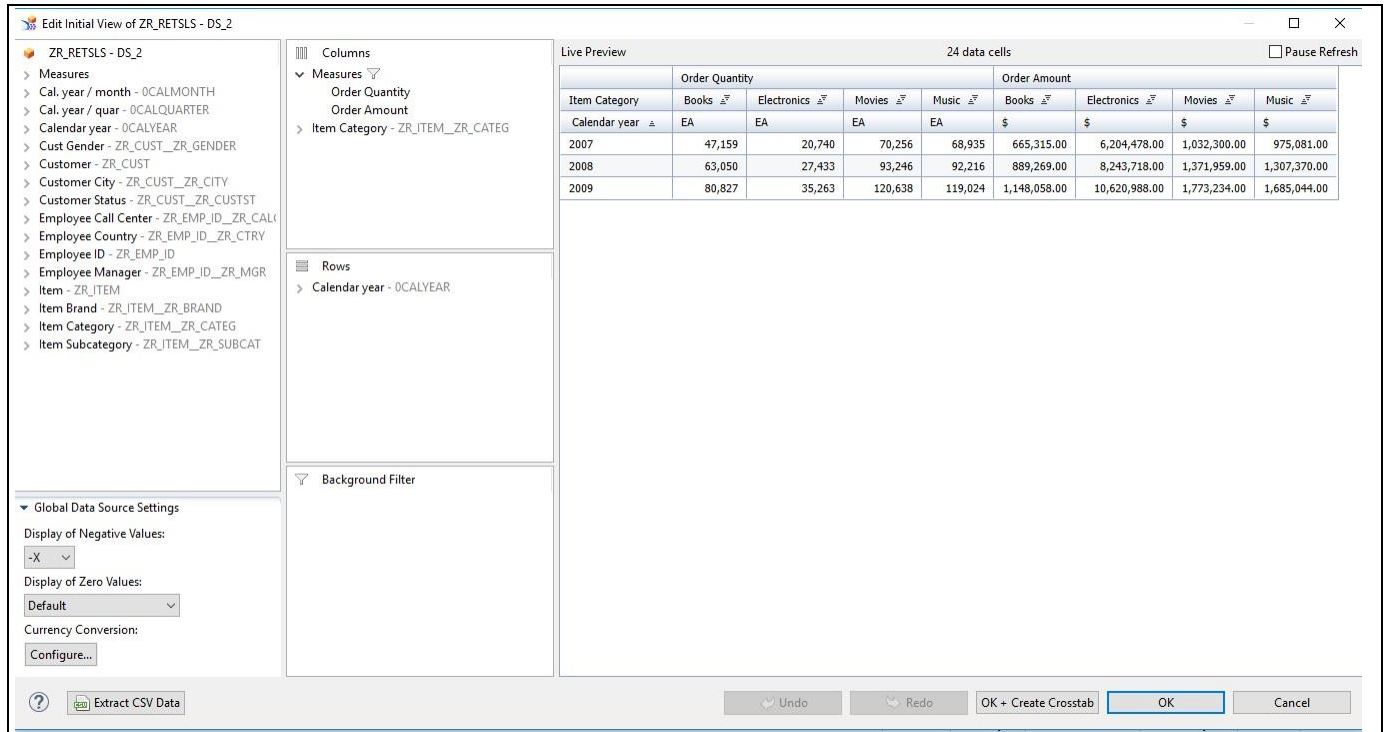 Edit Initial View of ZR_RETSLS - DS_2
ZR_RETSLS - DS_2
Measures
Cal. year / month - 0CALMONTH
Cal. year / quar - 0CALQUARTER
Calendar year - 0CALYEAR
Cust Gender - ZR_CUST__ZR_GENDER
Customer - ZR_CUST
Customer City - ZR_CUST__ZR_CITY
Customer Status - ZR_CUST__ZR_CUSTST
Employee Call Center - ZR_EMP_ID__ZR_CAL
Employee Country - ZR_EMP_ID__ZR_CTRY
Employee ID - ZR_EMP_ID
Employee Manager - ZR_EMP_ID__ZR_MGR
Item - ZR_ITEM
Item Brand - ZR_ITEM__ZR_BRAND
Item Category - ZR_ITEM__ZR_CATEG
Item Subcategory - ZR_ITEM__ZR_SUBCAT
Global Data Source Settings
Display of Negative Values:
-X
Display of Zero Values:
Default
Currency Conversion:
Configure...
Columns
Measures
Order Quantity
Order Amount
Item Category - ZR_ITEM__ZR_CATEG
Rows
Calendar year - 0CALYEAR
Background Filter
Live Preview 24 data cells Pause Refresh
Order Quantity Order Amount
Item Category Books Electronics Movies Music Books Electronics Movies Music
Calendar year EA EA EA EA $ $ $ $
2007 47,159 20,740 70,256 68,935 665,315.00 6,204,478.00 1,032,300.00 975,081.00
2008 63,050 27,433 93,246 92,216 889,269.00 8,243,718.00 1,371,959.00 1,307,370.00
2009 80,827 35,263 120,638 119,024 1,148,058.00 10,620,988.00 1,773,234.00 1,685,044.00
? Extract CSV Data Undo Redo OK + Create Crosstab OK Cancel